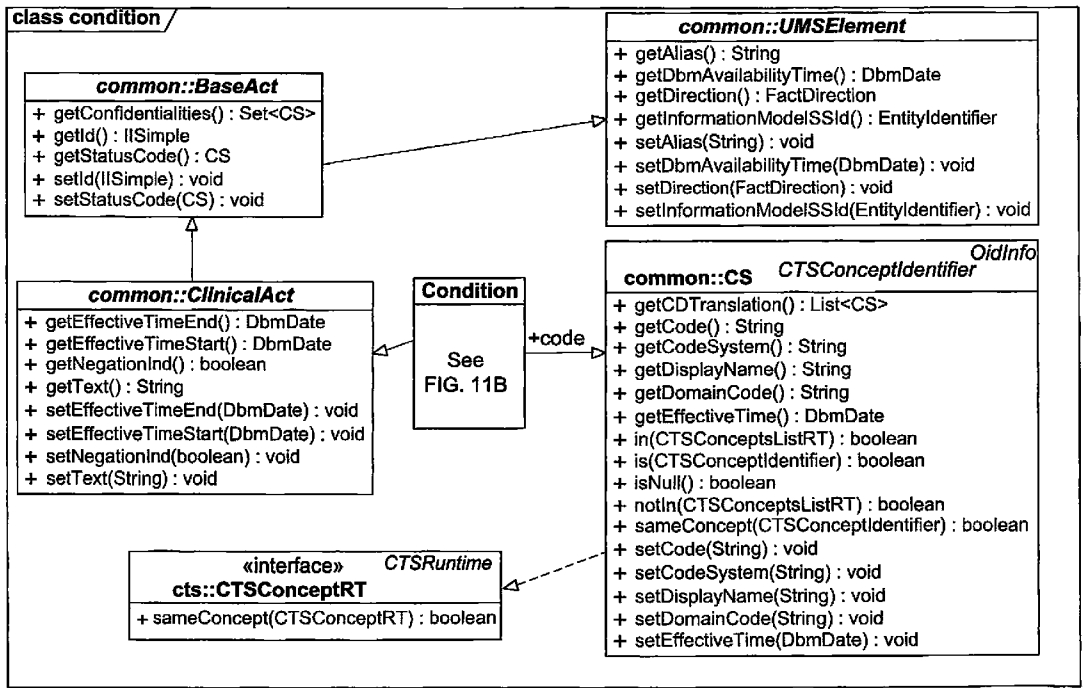 class condition
common::UMSElement
+ getAlias() : String
+ getDbmAvailabilityTime() : DbmDate
+ getDirection() : FactDirection
+ getInformationModelSSId() : EntityIdentifier
+ setAlias(String) : void
+ setDbmAvailabilityTime(DbmDate) : void
+ setDirection(FactDirection) : void
+ setInformationModelSSId(EntityIdentifier) : void
common::BaseAct
+ getConfidentialities() : Set<CS>
+ getId() : IISimple
+ getStatusCode() : CS
+ setId(IISimple) : void
+ setStatusCode(CS) : void
common::ClinicalAct
+ getEffectiveTimeEnd() : DbmDate
+ getEffectiveTimeStart() : DbmDate
+ getNegationInd() : boolean
+ getText() : String
+ setEffectiveTimeEnd(DbmDate) : void
+ setEffectiveTimeStart(DbmDate) : void
+ setNegationInd(boolean) : void
+ setText(String) : void
Condition
See
FIG. 11B
+code
OidInfo
common::CS CTSConceptIdentifier
+ getCDTranslation() : List<CS>
+ getCode() : String
+ getCodeSystem() : String
+ getDisplayName() : String
+ getDomainCode() : String
+ getEffectiveTime() : DbmDate
+ in(CTSConceptsListRT) : boolean
+ is(CTSConceptIdentifier) : boolean
+ isNull() : boolean
+ notIn(CTSConceptsListRT) : boolean
+ sameConcept(CTSConceptIdentifier) : boolean
+ setCode(String) : void
+ setCodeSystem(String) : void
+ setDisplayName(String) : void
+ setDomainCode(String) : void
+ setEffectiveTime(DbmDate) : void
«interface» CTSRuntime
cts::CTSConceptRT
+ sameConcept(CTSConceptRT) : boolean